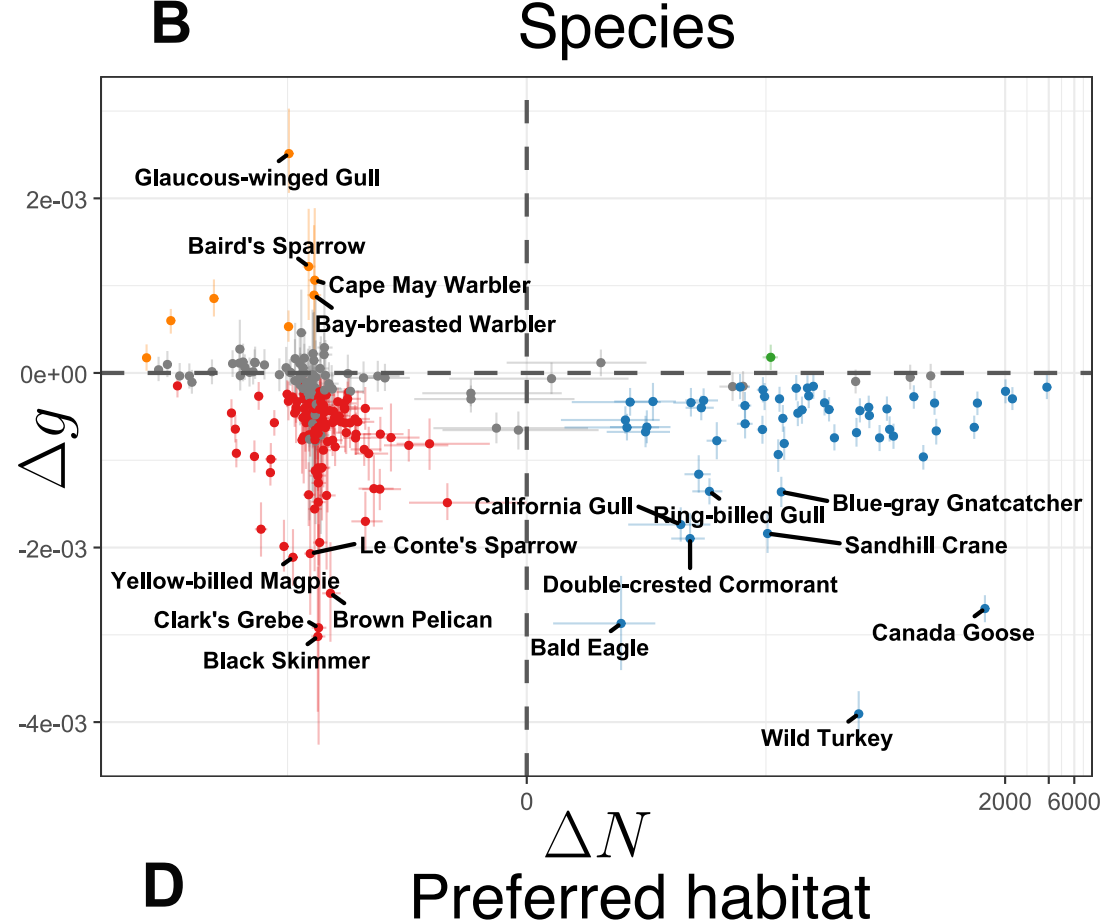 B
Species
Glaucous-winged Gull
2e-03
Baird's Sparrow
Cape May Warbler
Bay-breasted Warbler
0e+00
Δg
California Gull
Ring-billed Gull
Blue-gray Gnatcatcher
Le Conte's Sparrow
Sandhill Crane
-2e-03
Yellow-billed Magpie
Double-crested Cormorant
Clark's Grebe
Brown Pelican
Canada Goose
Bald Eagle
Black Skimmer
-4e-03
Wild Turkey
0
2000
6000
ΔN
D
Preferred habitat